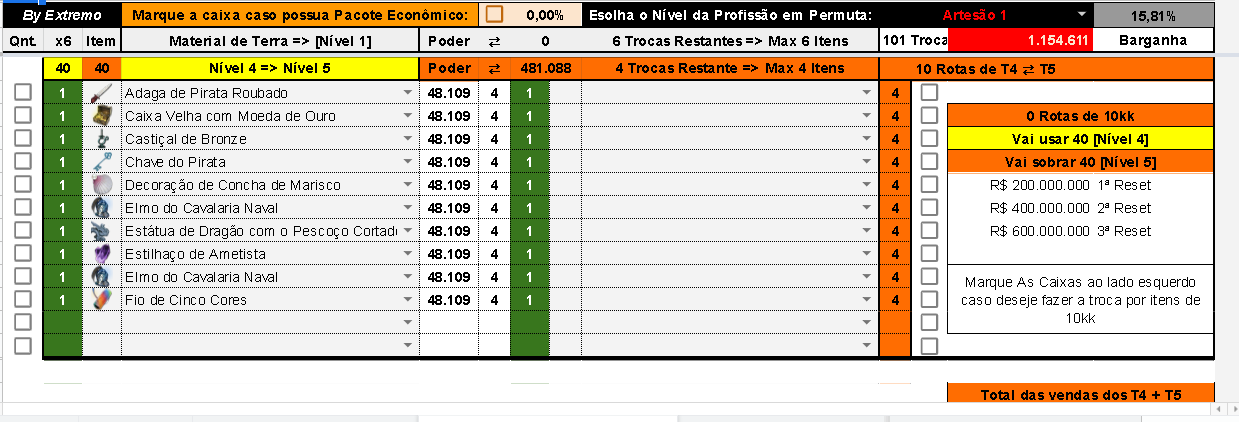 By Extremo Marque a caixa caso possua Pacote Econômico: 0,00% Esolha o Nível da Profissão em Permuta: Artesão 1 15,81%
Qnt. x6 Item Material de Terra => [Nível 1] Poder ⇄ 0 6 Trocas Restantes => Max 6 Itens 101 Troca 1.154.611 Barganha
40 40 Nível 4 => Nível 5 Poder ⇄ 481.088 4 Trocas Restante => Max 4 Itens 10 Rotas de T4 ⇄ T5
1 Adaga de Pirata Roubado 48.109 4 1 4
1 Caixa Velha com Moeda de Ouro 48.109 4 1 4 0 Rotas de 10kk
1 Castiçal de Bronze 48.109 4 1 4 Vai usar 40 [Nível 4]
1 Chave do Pirata 48.109 4 1 4 Vai sobrar 40 [Nível 5]
1 Decoração de Concha de Marisco 48.109 4 1 4 R$ 200.000.000 1ª Reset
1 Elmo do Cavalaria Naval 48.109 4 1 4 R$ 400.000.000 2ª Reset
1 Estátua de Dragão com o Pescoço Cortad 48.109 4 1 4 R$ 600.000.000 3ª Reset
1 Estilhaço de Ametista 48.109 4 1 4
1 Elmo do Cavalaria Naval 48.109 4 1 4 Marque As Caixas ao lado esquerdo
1 Fio de Cinco Cores 48.109 4 1 4 caso deseje fazer a troca por itens de
4 10kk
4
Total das vendas dos T4 + T5